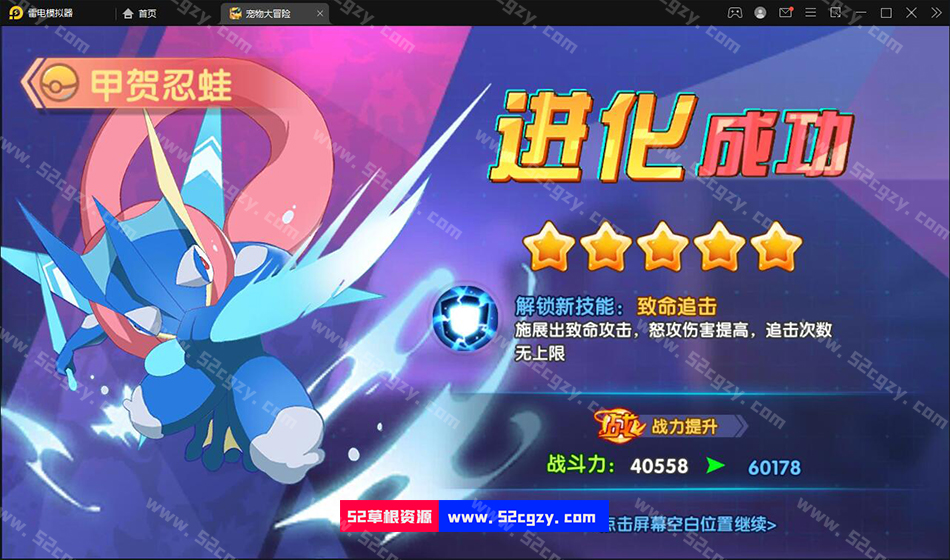 雷电模拟器
首页
宠物大冒险
甲贺忍蛙
进化成功
解锁新技能：致命追击
施展出致命攻击，怒攻伤害提高，追击次数
无上限
战 战力提升
战斗力： 40558 60178
52草根资源 www.52cgzy.com
点击屏幕空白位置继续>
www.52cgzy.com